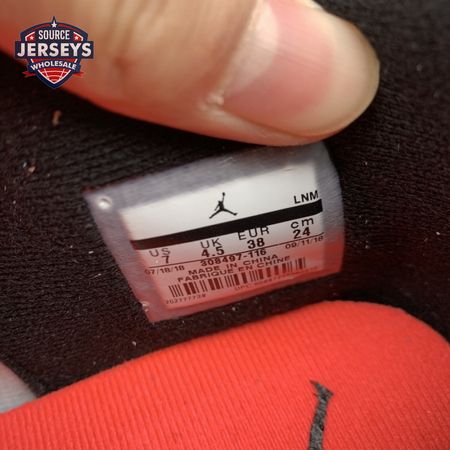 SOURCE
JERSEYS
WHOLESALE
LNM
US UK EUR cm
7 4.5 38 24
07/18/18 308497-116 09/11/18
MADE IN CHINA
FABRIQUE EN CHINE